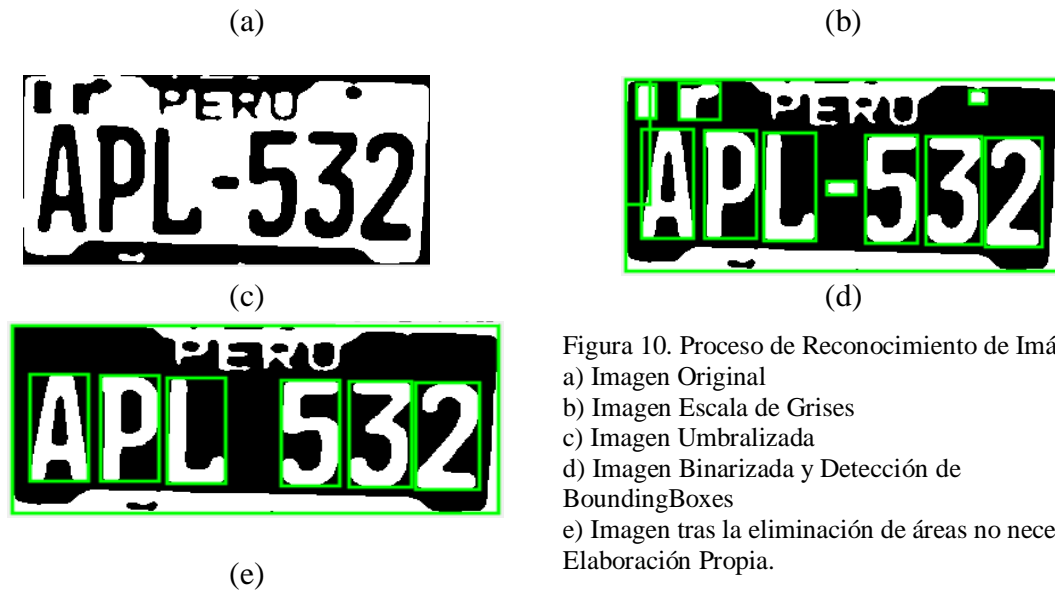 (a)
(b)
PERU
APL-532
PERU
APL-532
(c)
(d)
PERU
APL 532
(e)
Figura 10. Proceso de Reconocimiento de Imá
a) Imagen Original
b) Imagen Escala de Grises
c) Imagen Umbralizada
d) Imagen Binarizada y Detección de
BoundingBoxes
e) Imagen tras la eliminación de áreas no nece
Elaboración Propia.